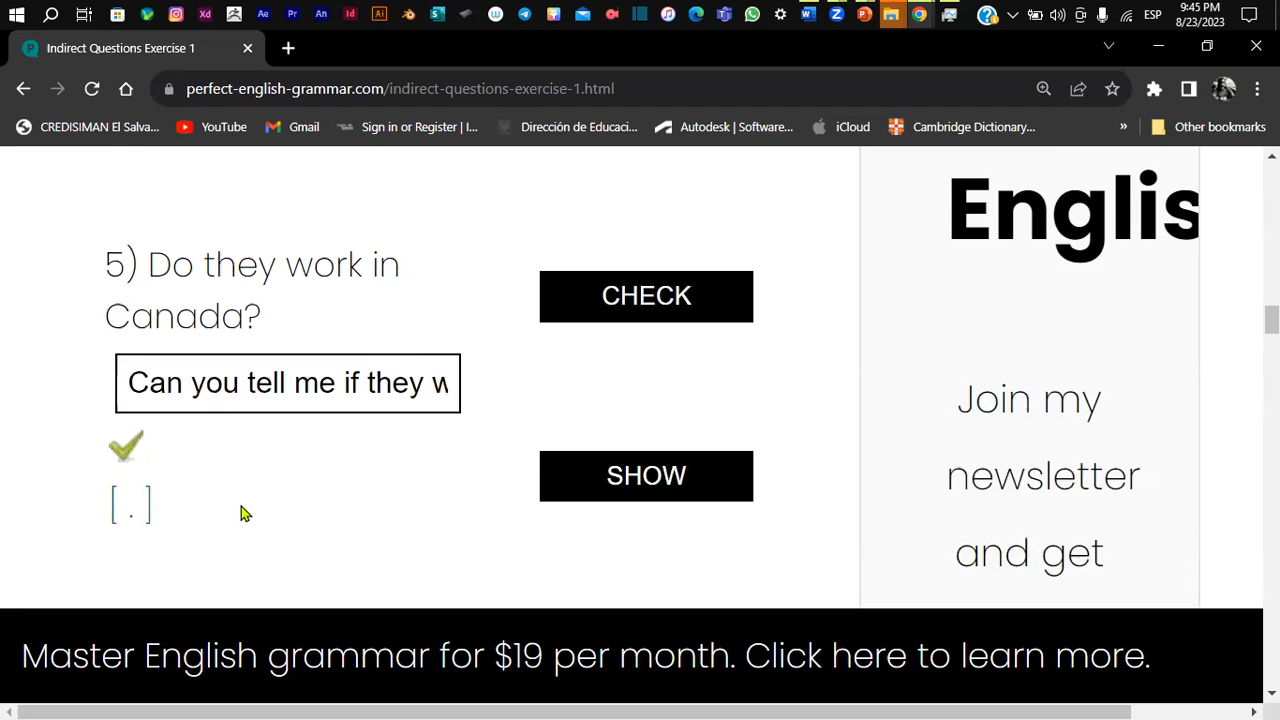 9:45 PM
ESP
8/23/2023
Indirect Questions Exercise 1
perfect-english-grammar.com/indirect-questions-exercise-1.html
CREDISIMAN El Salva...
YouTube
Gmail
Sign in or Register | I...
Dirección de Educaci...
Autodesk | Software...
iCloud
Cambridge Dictionary...
»
Other bookmarks
Englis
5) Do they work in
Canada?
CHECK
Can you tell me if they w
[ . ]
SHOW
Join my
newsletter
and get
Master English grammar for $19 per month. Click here to learn more.